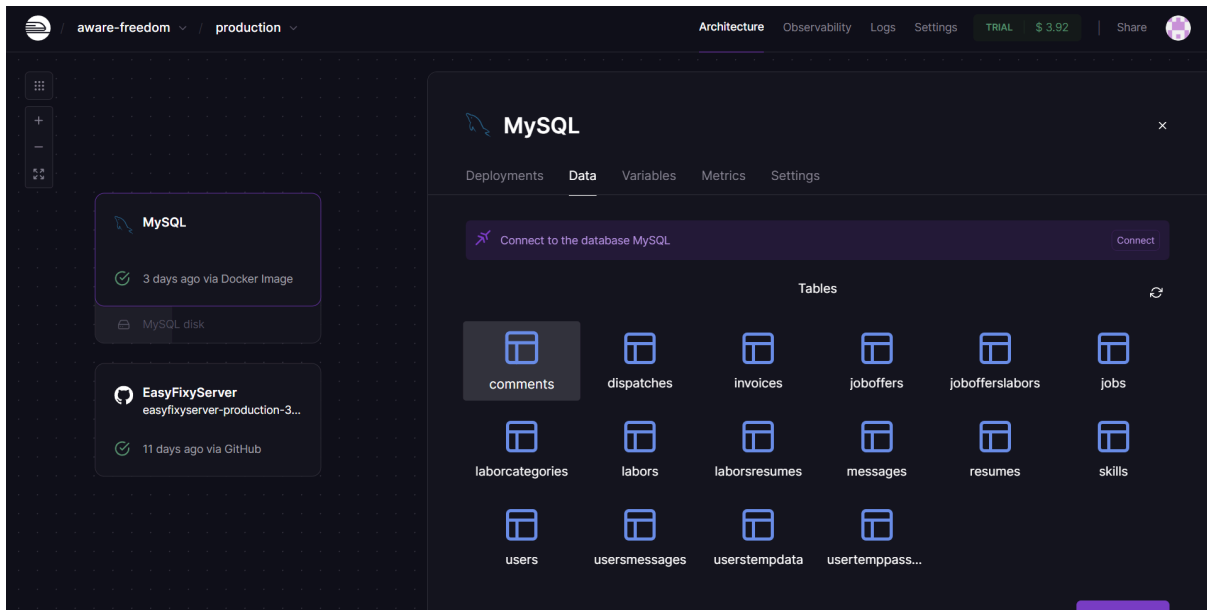 / aware-freedom / production
Architecture Observability Logs Settings TRIAL $ 3.92 Share
MySQL
Deployments Data Variables Metrics Settings
MySQL
3 days ago via Docker Image
MySQL disk
EasyFixyServer
easyfixyserver-production-3...
11 days ago via GitHub
Connect to the database MySQL Connect
Tables
comments dispatches invoices joboffers jobofferslabors jobs
laborcategories labors laborsresumes messages resumes skills
users usersmessages userstempdata usertemppass...